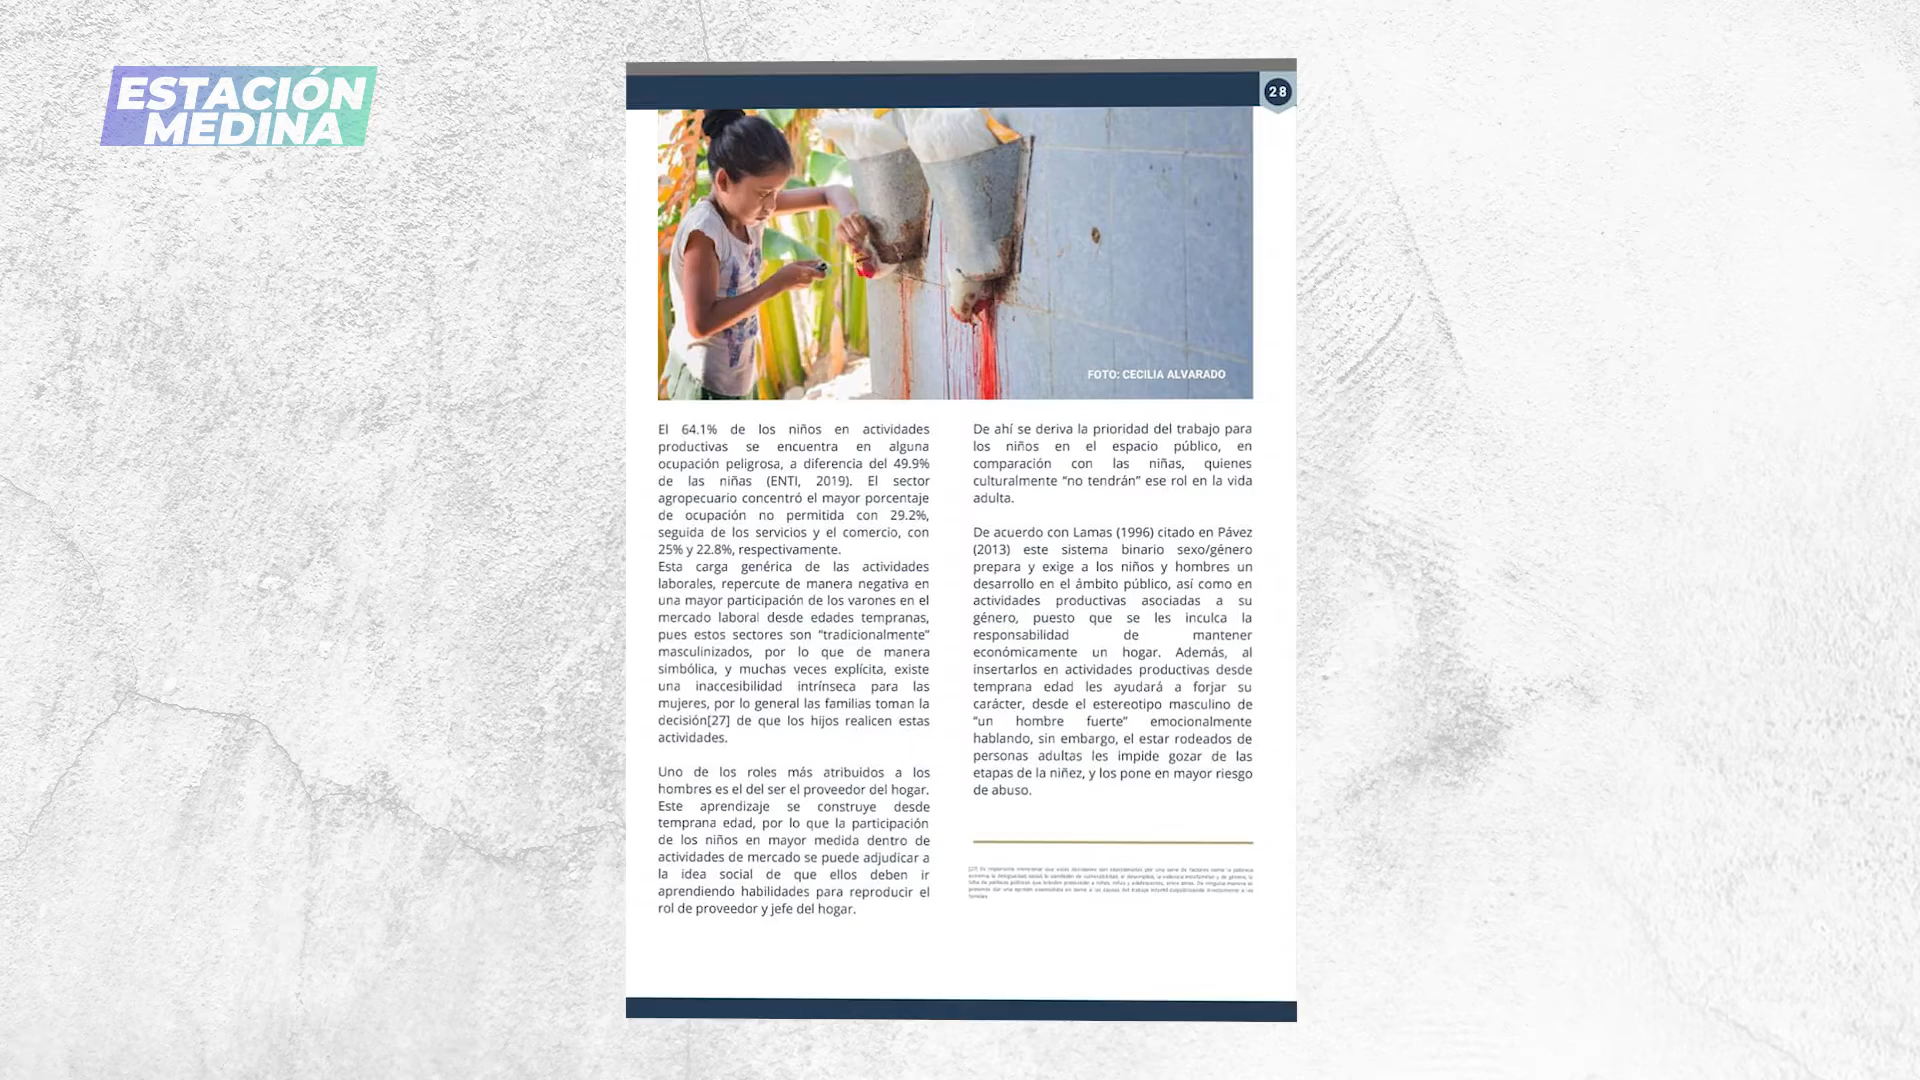 ESTACIÓN
MEDINA
28
FOTO: CECILIA ALVARADO
El 64.1% de los niños en actividades
productivas se encuentra en alguna
ocupación peligrosa, a diferencia del 49.9%
de las niñas (ENTI, 2019). El sector
agropecuario concentró el mayor porcentaje
de ocupación no permitida con 29.2%,
seguida de los servicios y el comercio, con
25% y 22.8%, respectivamente.
Esta carga genérica de las actividades
laborales, repercute de manera negativa en
una mayor participación de los varones en el
mercado laboral desde edades tempranas,
pues estos sectores son “tradicionalmente”
masculinizados, por lo que de manera
simbólica, y muchas veces explícita, existe
una inaccesibilidad intrínseca para las
mujeres, por lo general las familias toman la
decisión[27] de que los hijos realicen estas
actividades.
Uno de los roles más atribuidos a los
hombres es el del ser el proveedor del hogar.
Este aprendizaje se construye desde
temprana edad, por lo que la participación
de los niños en mayor medida dentro de
actividades de mercado se puede adjudicar a
la idea social de que ellos deben ir
aprendiendo habilidades para reproducir el
rol de proveedor y jefe del hogar.
De ahí se deriva la prioridad del trabajo para
los niños en el espacio público, en
comparación con las niñas, quienes
culturalmente “no tendrán” ese rol en la vida
adulta.
De acuerdo con Lamas (1996) citado en Pávez
(2013) este sistema binario sexo/género
prepara y exige a los niños y hombres un
desarrollo en el ámbito público, así como en
actividades productivas asociadas a su
género, puesto que se les inculca la
responsabilidad de mantener
económicamente un hogar. Además, al
insertarlos en actividades productivas desde
temprana edad les ayudará a forjar su
carácter, desde el estereotipo masculino de
“un hombre fuerte” emocionalmente
hablando, sin embargo, el estar rodeados de
personas adultas les impide gozar de las
etapas de la niñez, y los pone en mayor riesgo
de abuso.